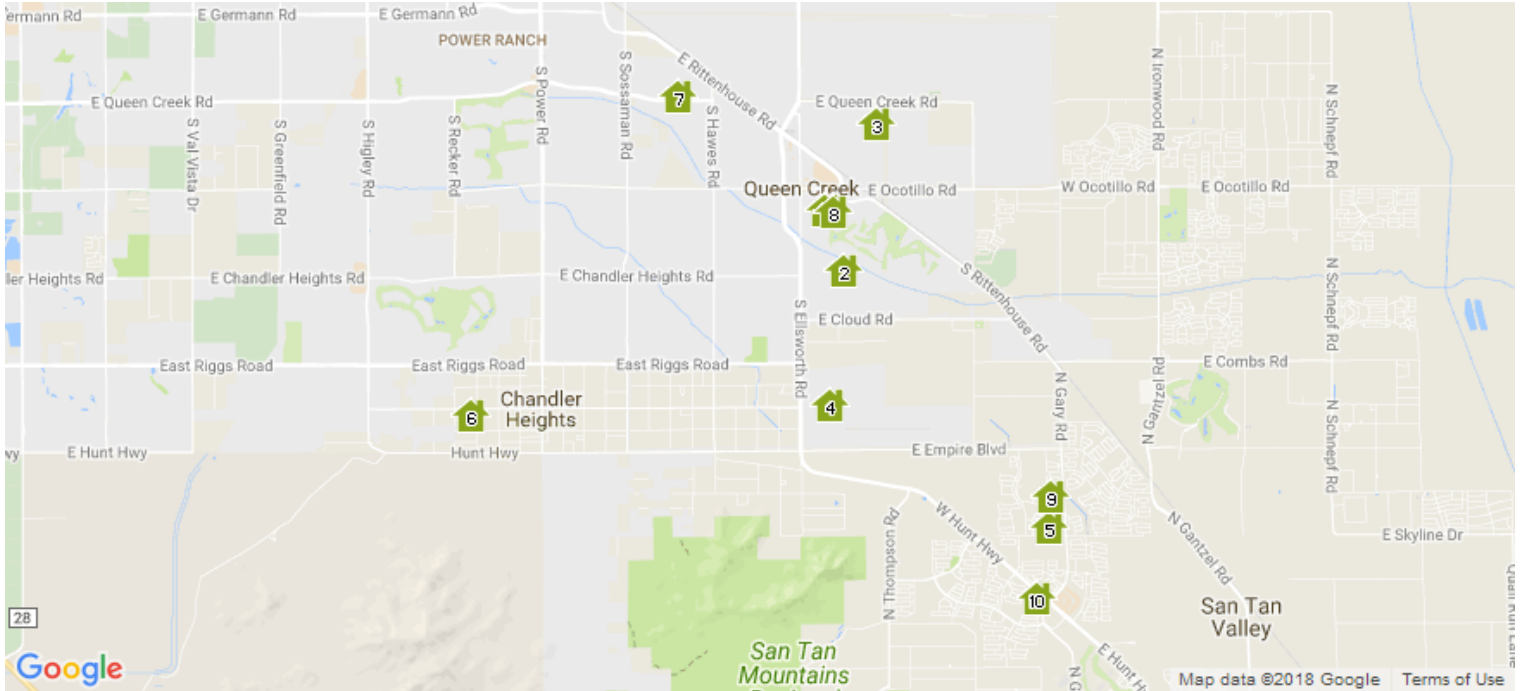 ermann Rd
E Germann Rd
E Germann Rd
POWER RANCH
E Rittenhouse Rd
S Sossaman Rd
S Power Rd
N Ironwood Rd
N Schnepf Rd
E Queen Creek Rd
7
E Queen Creek Rd
3
S Val Vista Dr
S Greenfield Rd
S Higley Rd
S Recker Rd
S Hawes Rd
Queen Creek
E Ocotillo Rd
W Ocotillo Rd
E Ocotillo Rd
8
ler Heights Rd
E Chandler Heights Rd
E Chandler Heights Rd
2
S Rittenhouse Rd
N Schnepf Rd
S Ellsworth Rd
E Cloud Rd
East Riggs Road
East Riggs Road
East Riggs Road
E Combs Rd
N Gantzel Rd
N Gary Rd
N Schnepf Rd
Chandler
Heights
6
4
wy
E Hunt Hwy
Hunt Hwy
E Empire Blvd
9
5
N Thompson Rd
W Hunt Hwy
N Gantzel Rd
E Skyline Dr
10
28
San Tan
Valley
Quail Run Lane
San Tan
Mountains
E Hunt H
N G
Google
Map data ©2018 Google
Terms of Use